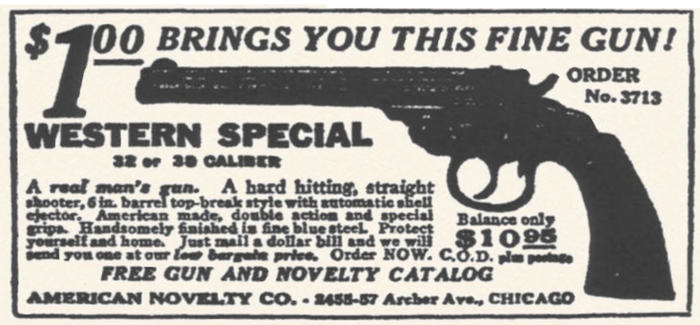 $1.00 BRINGS YOU THIS FINE GUN!
ORDER
No. 3713
WESTERN SPECIAL
32 or 38 CALIBER
A real man's gun. A hard hitting, straight
shooter, 6 in. barrel top-break style with automatic shell
ejector. American made, double action and special
grips. Handsomely finished in fine blue steel. Protect
yourself and home. Just mail a dollar bill and we will
send you one at our low bargain price. Order NOW. C.O.D. plus postage
Balance only
$10.95
FREE GUN AND NOVELTY CATALOG
AMERICAN NOVELTY CO. - 2455-57 Archer Ave., CHICAGO